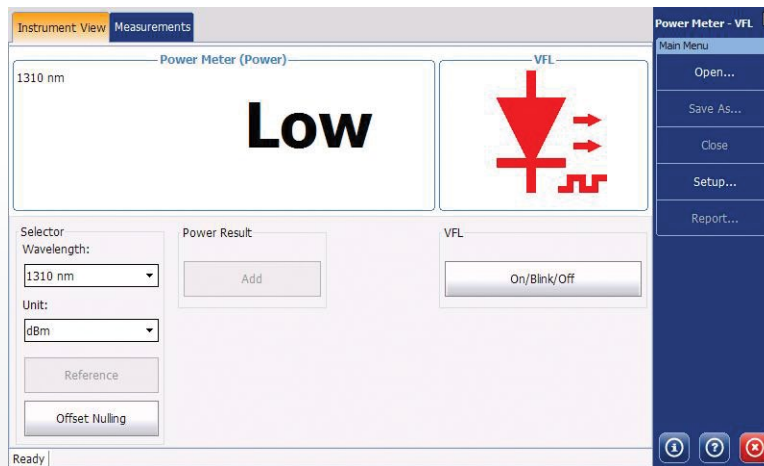 Instrument View
Measurements
Power Meter (Power)
1310 nm
Low
VFL
Selector
Wavelength:
1310 nm
Unit:
dBm
Reference
Offset Nulling
Power Result
Add
VFL
On/Blink/Off
Ready
Power Meter - VFL
Main Menu
Open...
Save As...
Close
Setup...
Report...